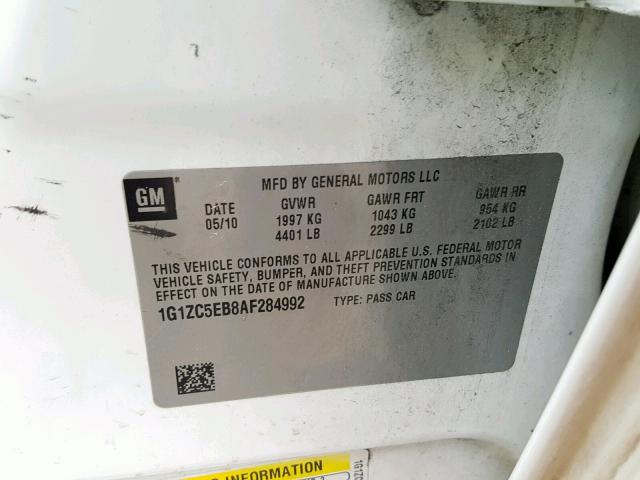 GM
MFD BY GENERAL MOTORS LLC
DATE GVWR GAWR FRT GAWR RR
05/10 1997 KG 1043 KG 954 KG
4401 LB 2299 LB 2102 LB
THIS VEHICLE CONFORMS TO ALL APPLICABLE U.S. FEDERAL MOTOR
VEHICLE SAFETY, BUMPER, AND THEFT PREVENTION STANDARDS IN
EFFECT ON THE DATE OF MANUFACTURE SHOWN ABOVE.
1G1ZC5EB8AF284992 TYPE: PASS CAR
INFORMATION
1G1ZC